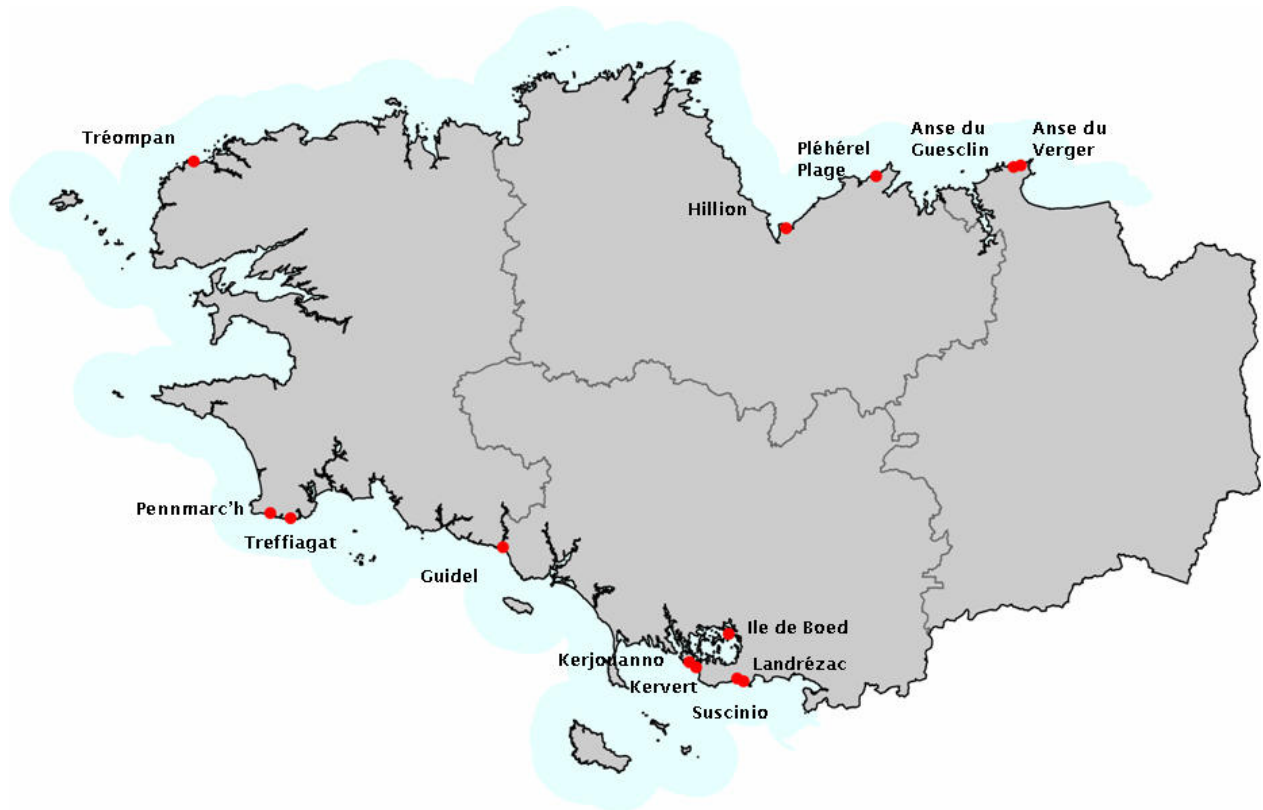 Tréompan
Anse du
Guesclin
Anse du
Verger
Pléhérel
Plage
Hillion
Pennmarc'h
Treffiagat
Guidel
Ile de Boed
Kerjouanno
Landrézac
Kervert
Suscinio